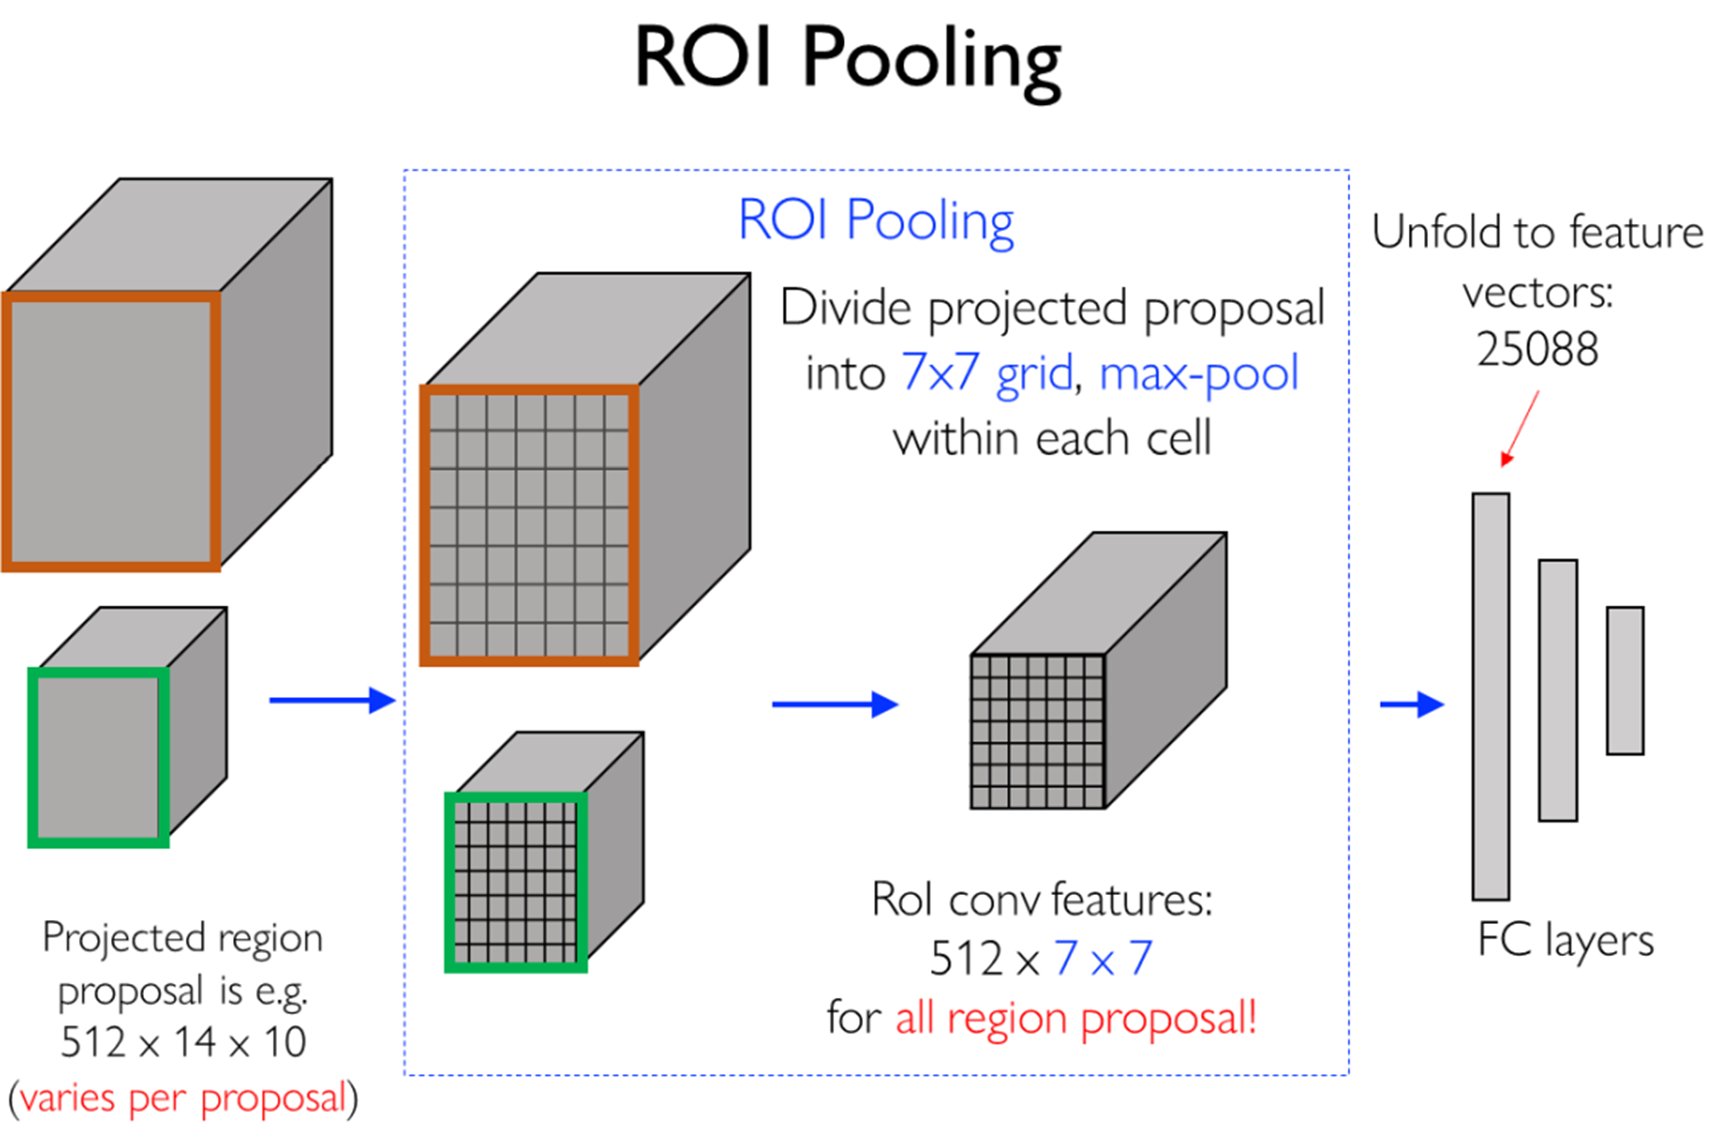 ROI Pooling
ROI Pooling
Divide projected proposal
into 7x7 grid, max-pool
within each cell
Unfold to feature
vectors:
25088
Projected region
proposal is e.g.
512 x 14 x 10
(varies per proposal)
RoI conv features:
512 x 7 x 7
for all region proposal!
FC layers